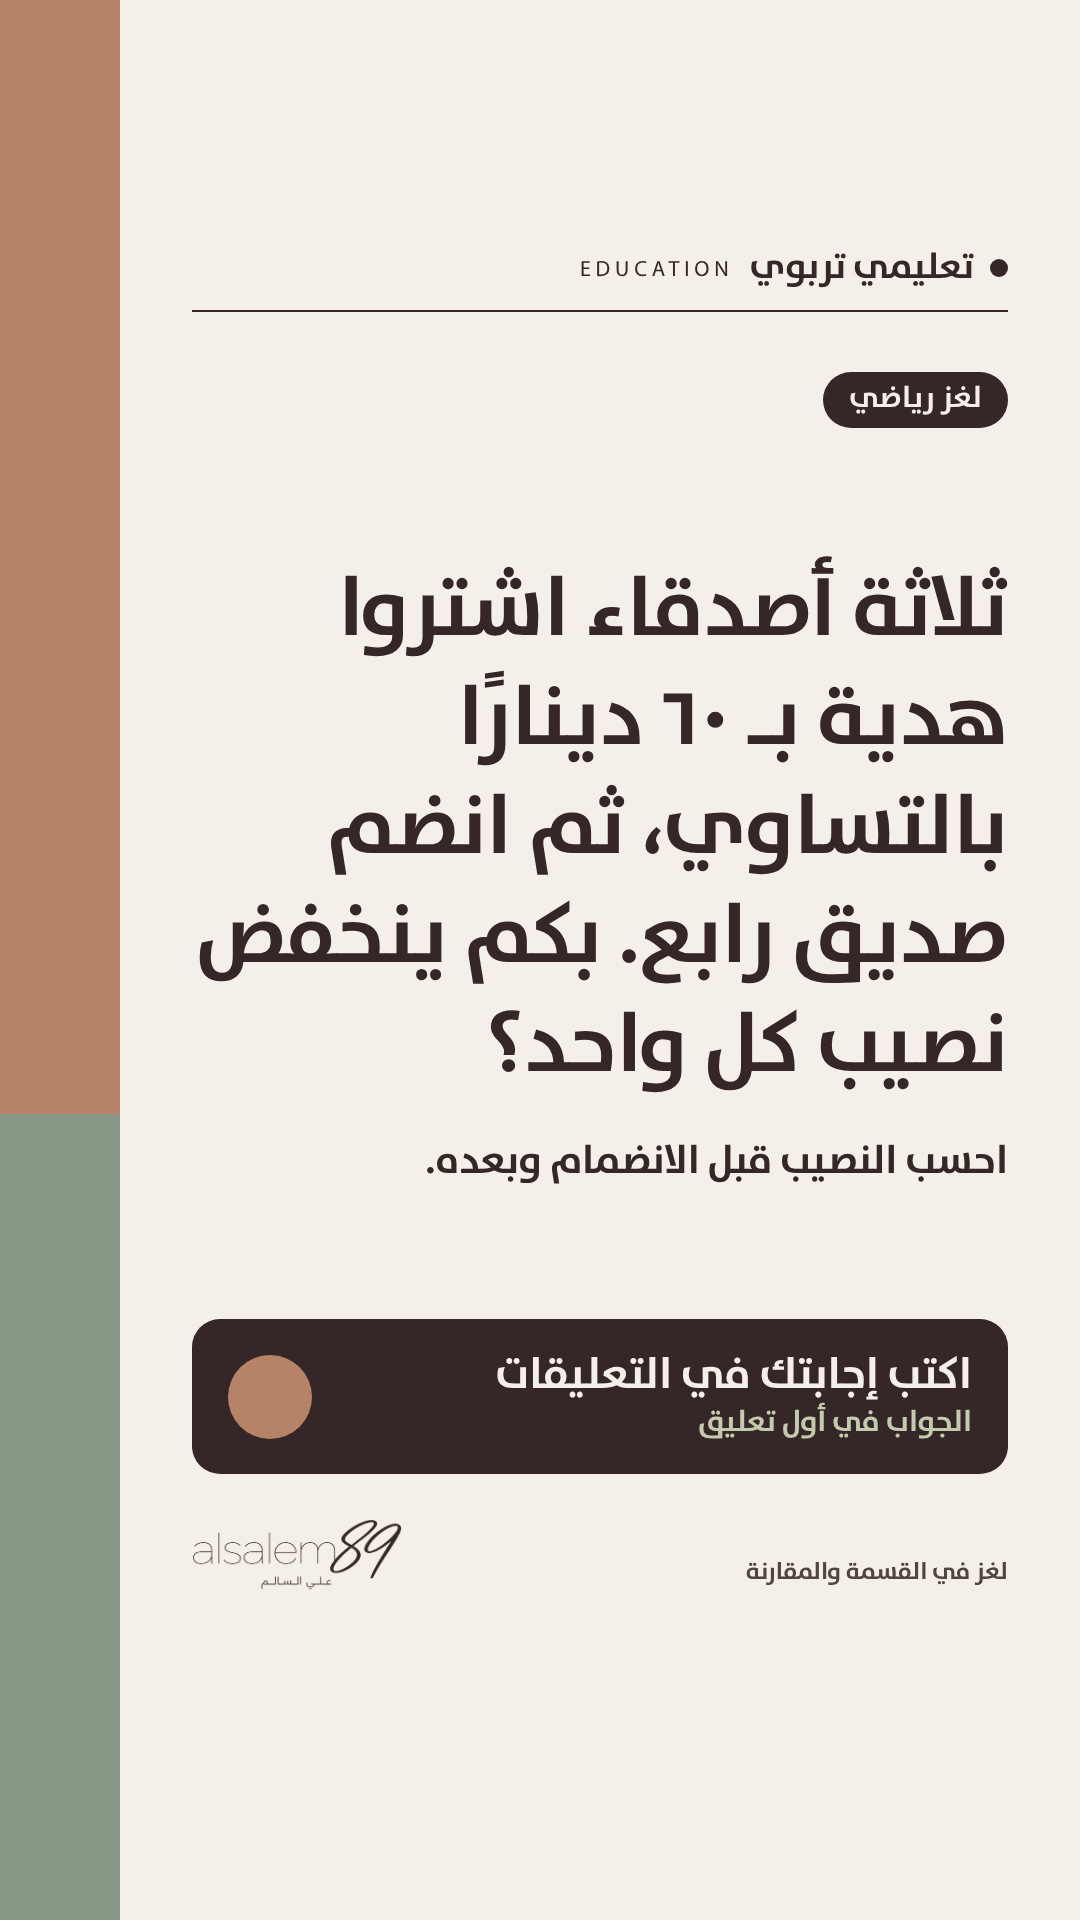 تعليمي تربوي EDUCATION
لغز رياضي
ثلاثة أصدقاء اشتروا
هدية بـ ٦٠ دينارًا
بالتساوي، ثم انضم
صديق رابع. بكم ينخفض
نصيب كل واحد؟
احسب النصيب قبل الانضمام وبعده.
اكتب إجابتك في التعليقات
الجواب في أول تعليق
لغز في القسمة والمقارنة
alsalem89
علي السالم